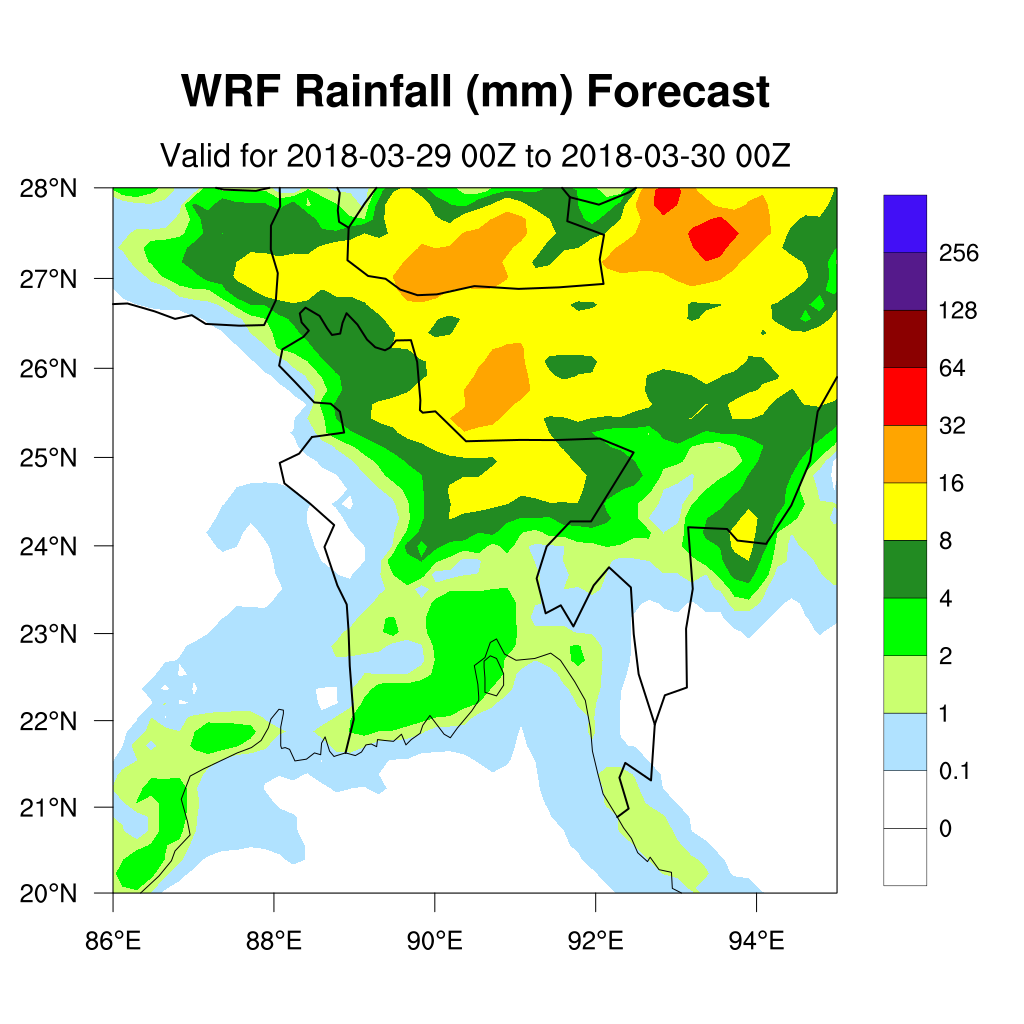 WRF Rainfall (mm) Forecast
Valid for 2018-03-29 00Z to 2018-03-30 00Z
28°N
27°N
26°N
25°N
24°N
23°N
22°N
21°N
20°N
86°E 88°E 90°E 92°E 94°E
256
128
64
32
16
8
4
2
1
0.1
0